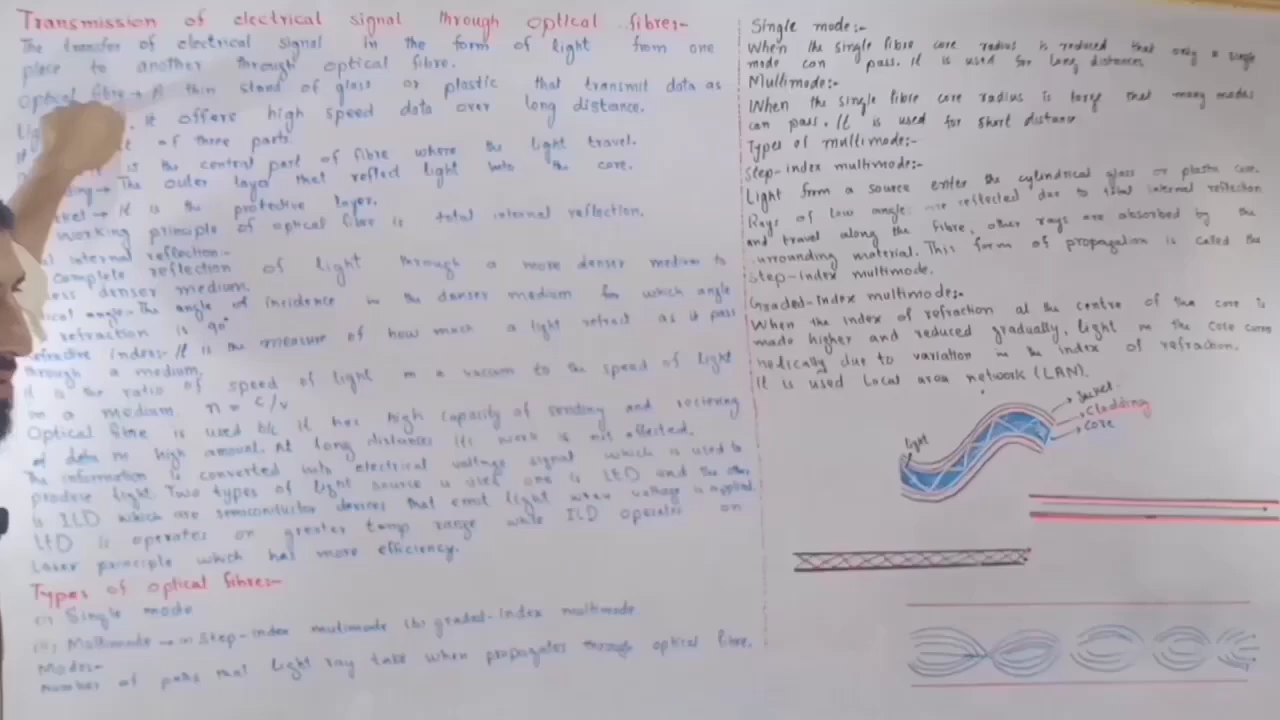 Transmission of electrical signal through optical fibres:-
The transfer of electrical signal in the form of light from one
place to another through optical fibre.
Optical fibre → A thin stand of glass or plastic that transmit data as
It offers high speed data over long distance.
of three parts.
is the central part of fibre where the light travel.
The outer layer that reflect light into the core.
It is the protective layer.
working principle of optical fibre is total internal reflection.
internal reflection:-
complete reflection of light through a more denser medium to
less denser medium.
angle - The angle of incidence in the denser medium for which angle
refraction is 90°
It is the measure of how much a light refract as it pass
through a medium.
it is the ratio of speed of light in a vaccum to the speed of light
in a medium n = c/v
Optical fibre is used b/c it has high capacity of sending and recieving
of data in high amount. At long distances its work is not affected.
The information is converted into electrical voltage signal which is used to
produce light. Two types of light source is used one is LED and the other
is ILD which are semiconductor devices that emit light when voltage is applied.
LED is operates on greater temp range while ILD operates on
Laser principle which has more efficiency.
Types of optical fibres:-
(i) Single mode
(ii) Multimode → (a) Step-index mulimode (b) graded-index multimode
Modes-
number of paths that light ray take when propagates through optical fibre.
Single mode:-
When the single fibre core radius is reduced that only a single
mode can pass. It is used for long distances
Multimode:-
When the single fibre core radius is large that many modes
can pass. It is used for short distance
Types of multimode:-
Step-index multimode:-
Light from a source enter the cylindrical glass or plastic core.
Rays of low angle are reflected due to total internal reflection
and travel along the fibre, other rays are absorbed by the
surrounding material. This form of propagation is called the
Step-index multimode.
Graded-index multimode:-
When the index of refraction at the centre of the core is
made higher and reduced gradually, light in the core curve
due to variation in the index of refraction.
It is used Local area network (LAN).
Jacket
Cladding
core
light